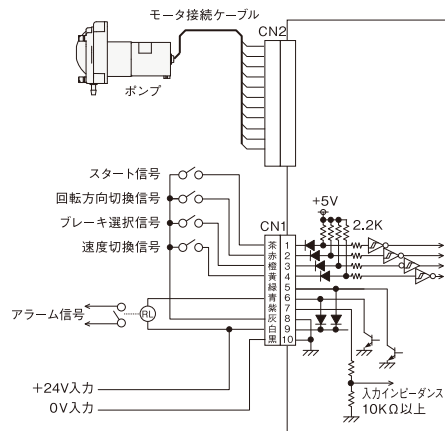 モータ接続ケーブル
CN2
ポンプ
スタート信号
回転方向切換信号
ブレーキ選択信号
速度切換信号
アラーム信号
RL
+24V入力
0V入力
CN1
茶 1
赤 2
橙 3
黄 4
緑 5
青 6
紫 7
灰 8
白 9
黒 10
+5V
2.2K
入力インピーダンス
10KΩ以上